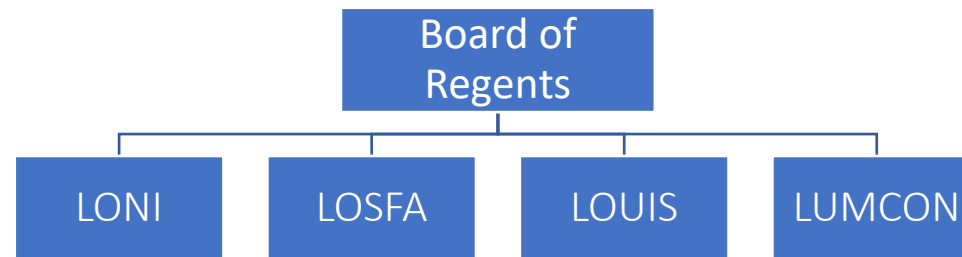 Board of
Regents
LONI
LOSFA
LOUIS
LUMCON